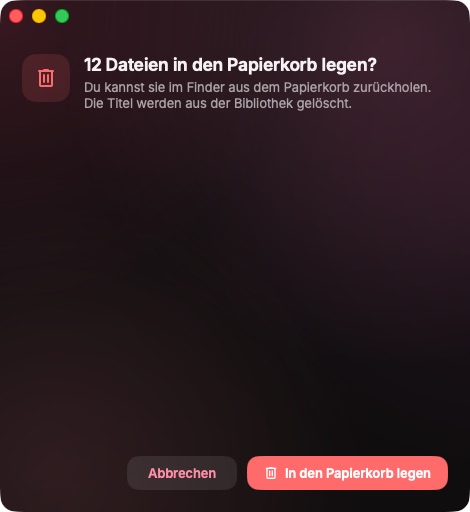 12 Dateien in den Papierkorb legen?
Du kannst sie im Finder aus dem Papierkorb zurückholen.
Die Titel werden aus der Bibliothek gelöscht.
Abbrechen
In den Papierkorb legen